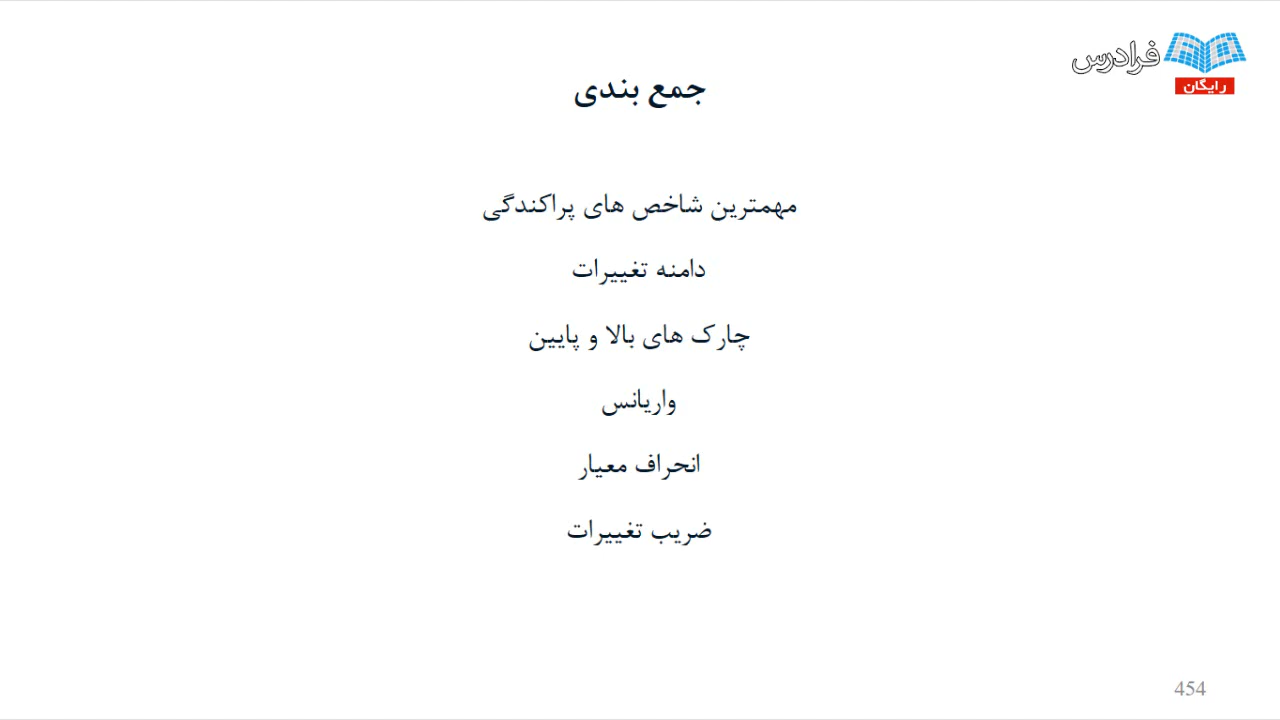 فرادرس
رایگان
جمع بندی
مهمترین شاخص های پراکندگی
دامنه تغییرات
چارک های بالا و پایین
واریانس
انحراف معیار
ضریب تغییرات
454